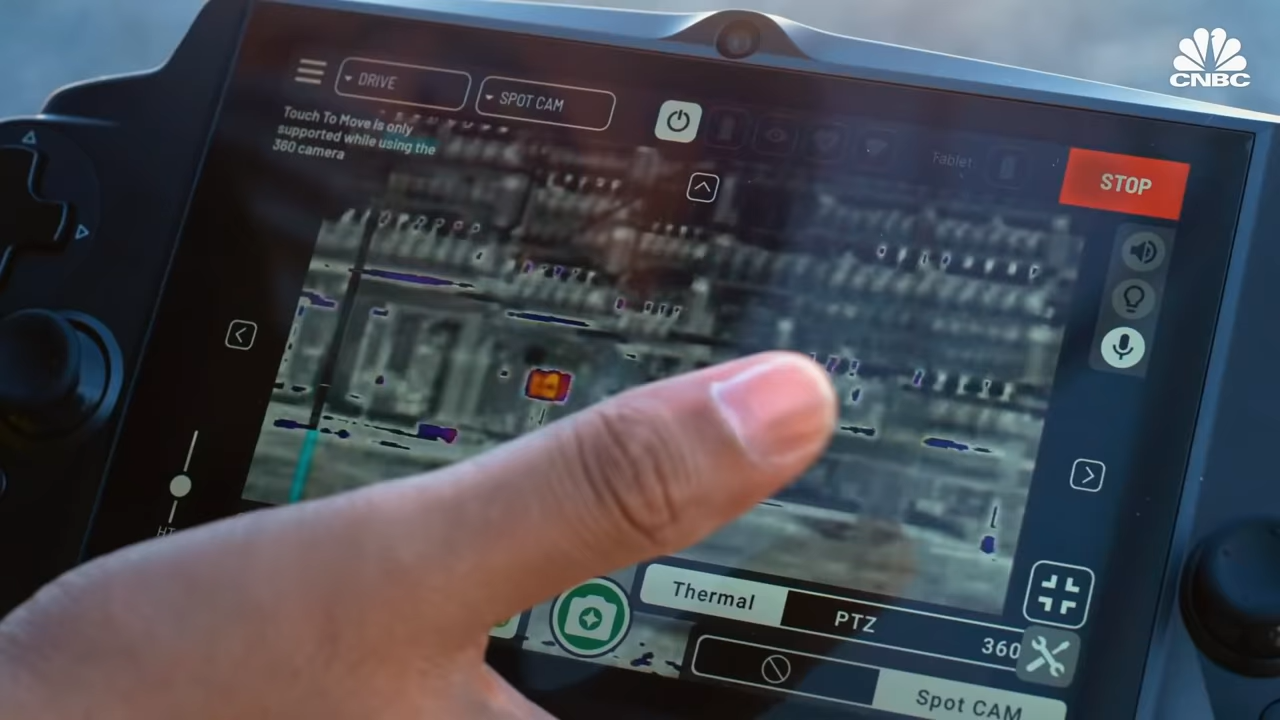 CNBC
DRIVE
SPOT CAM
Touch To Move is only
supported while using the
360 camera
Tablet
STOP
Thermal
PTZ
360
Spot CAM